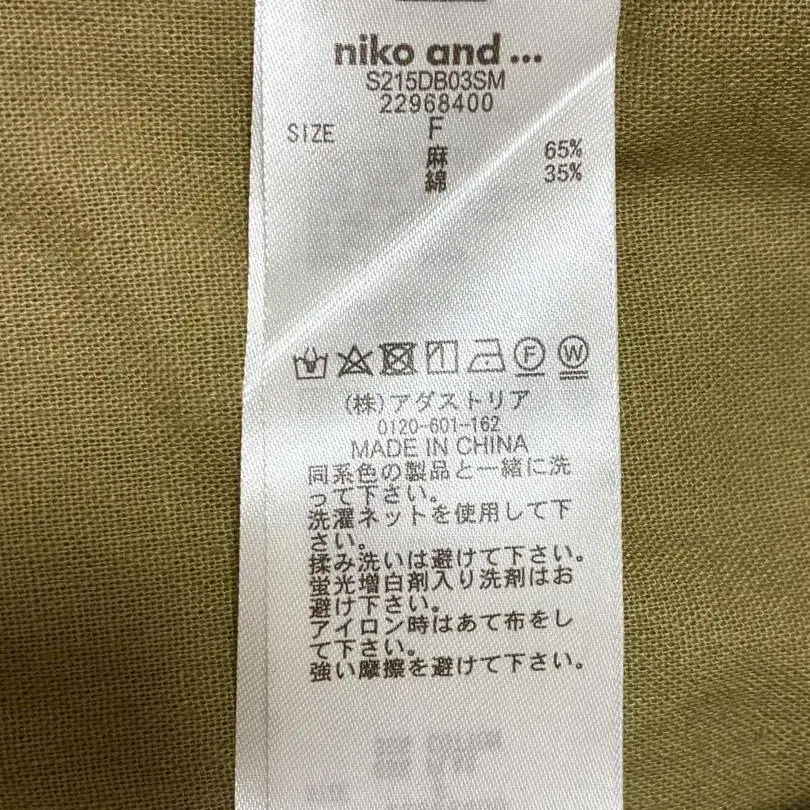 niko and ...
S215DB03SM
22968400
SIZE F
麻 65%
綿 35%
F W
(株)アダストリア
0120-601-162
MADE IN CHINA
同系色の製品と一緒に洗
って下さい。
洗濯ネットを使用して下
さい。
揉み洗いは避けて下さい。
蛍光増白剤入り洗剤はお
避け下さい。
アイロン時はあて布をし
て下さい。
強い摩擦を避けて下さい。